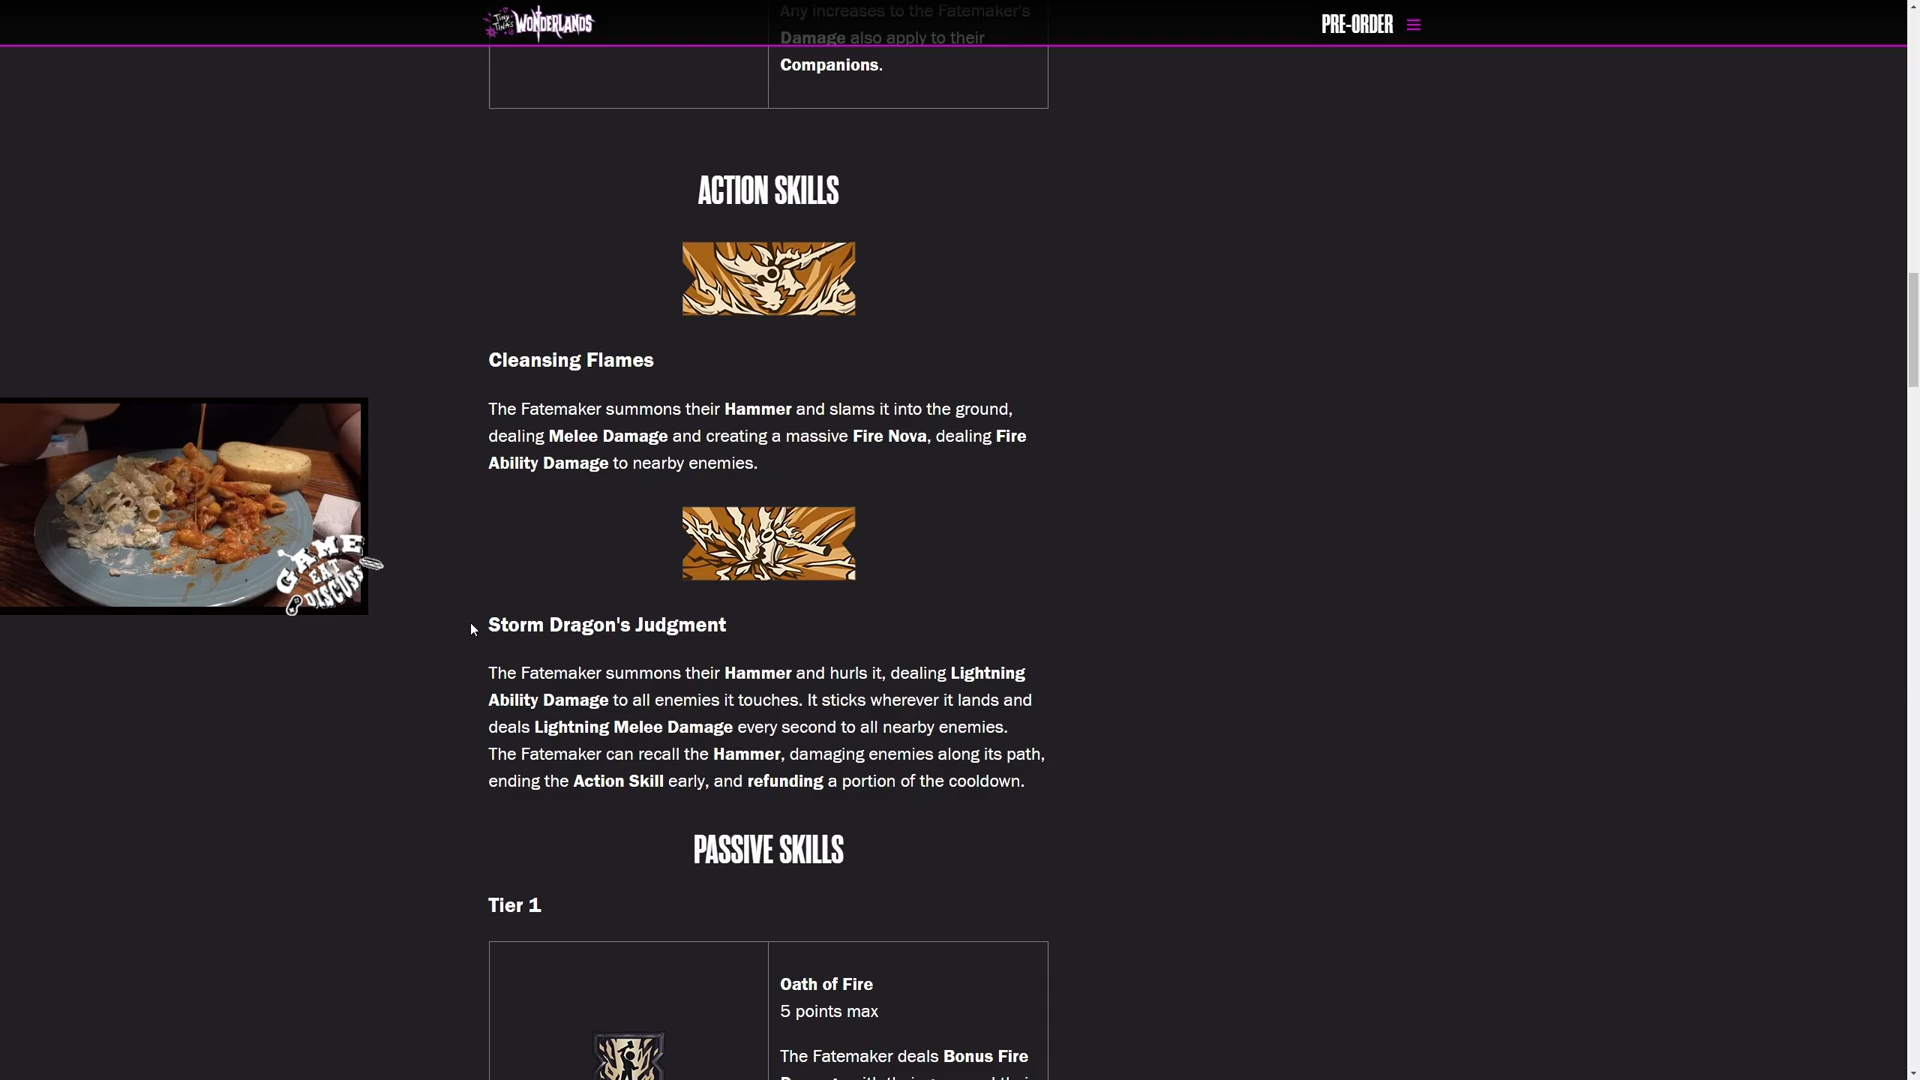 TINY TINA'S WONDERLANDS
PRE-ORDER
Any increases to the Fatemaker's
Damage also apply to their
Companions.
ACTION SKILLS
Cleansing Flames
The Fatemaker summons their Hammer and slams it into the ground,
dealing Melee Damage and creating a massive Fire Nova, dealing Fire
Ability Damage to nearby enemies.
GAME
EAT
DISCUSS
Storm Dragon's Judgment
The Fatemaker summons their Hammer and hurls it, dealing Lightning
Ability Damage to all enemies it touches. It sticks wherever it lands and
deals Lightning Melee Damage every second to all nearby enemies.
The Fatemaker can recall the Hammer, damaging enemies along its path,
ending the Action Skill early, and refunding a portion of the cooldown.
PASSIVE SKILLS
Tier 1
Oath of Fire
5 points max
The Fatemaker deals Bonus Fire